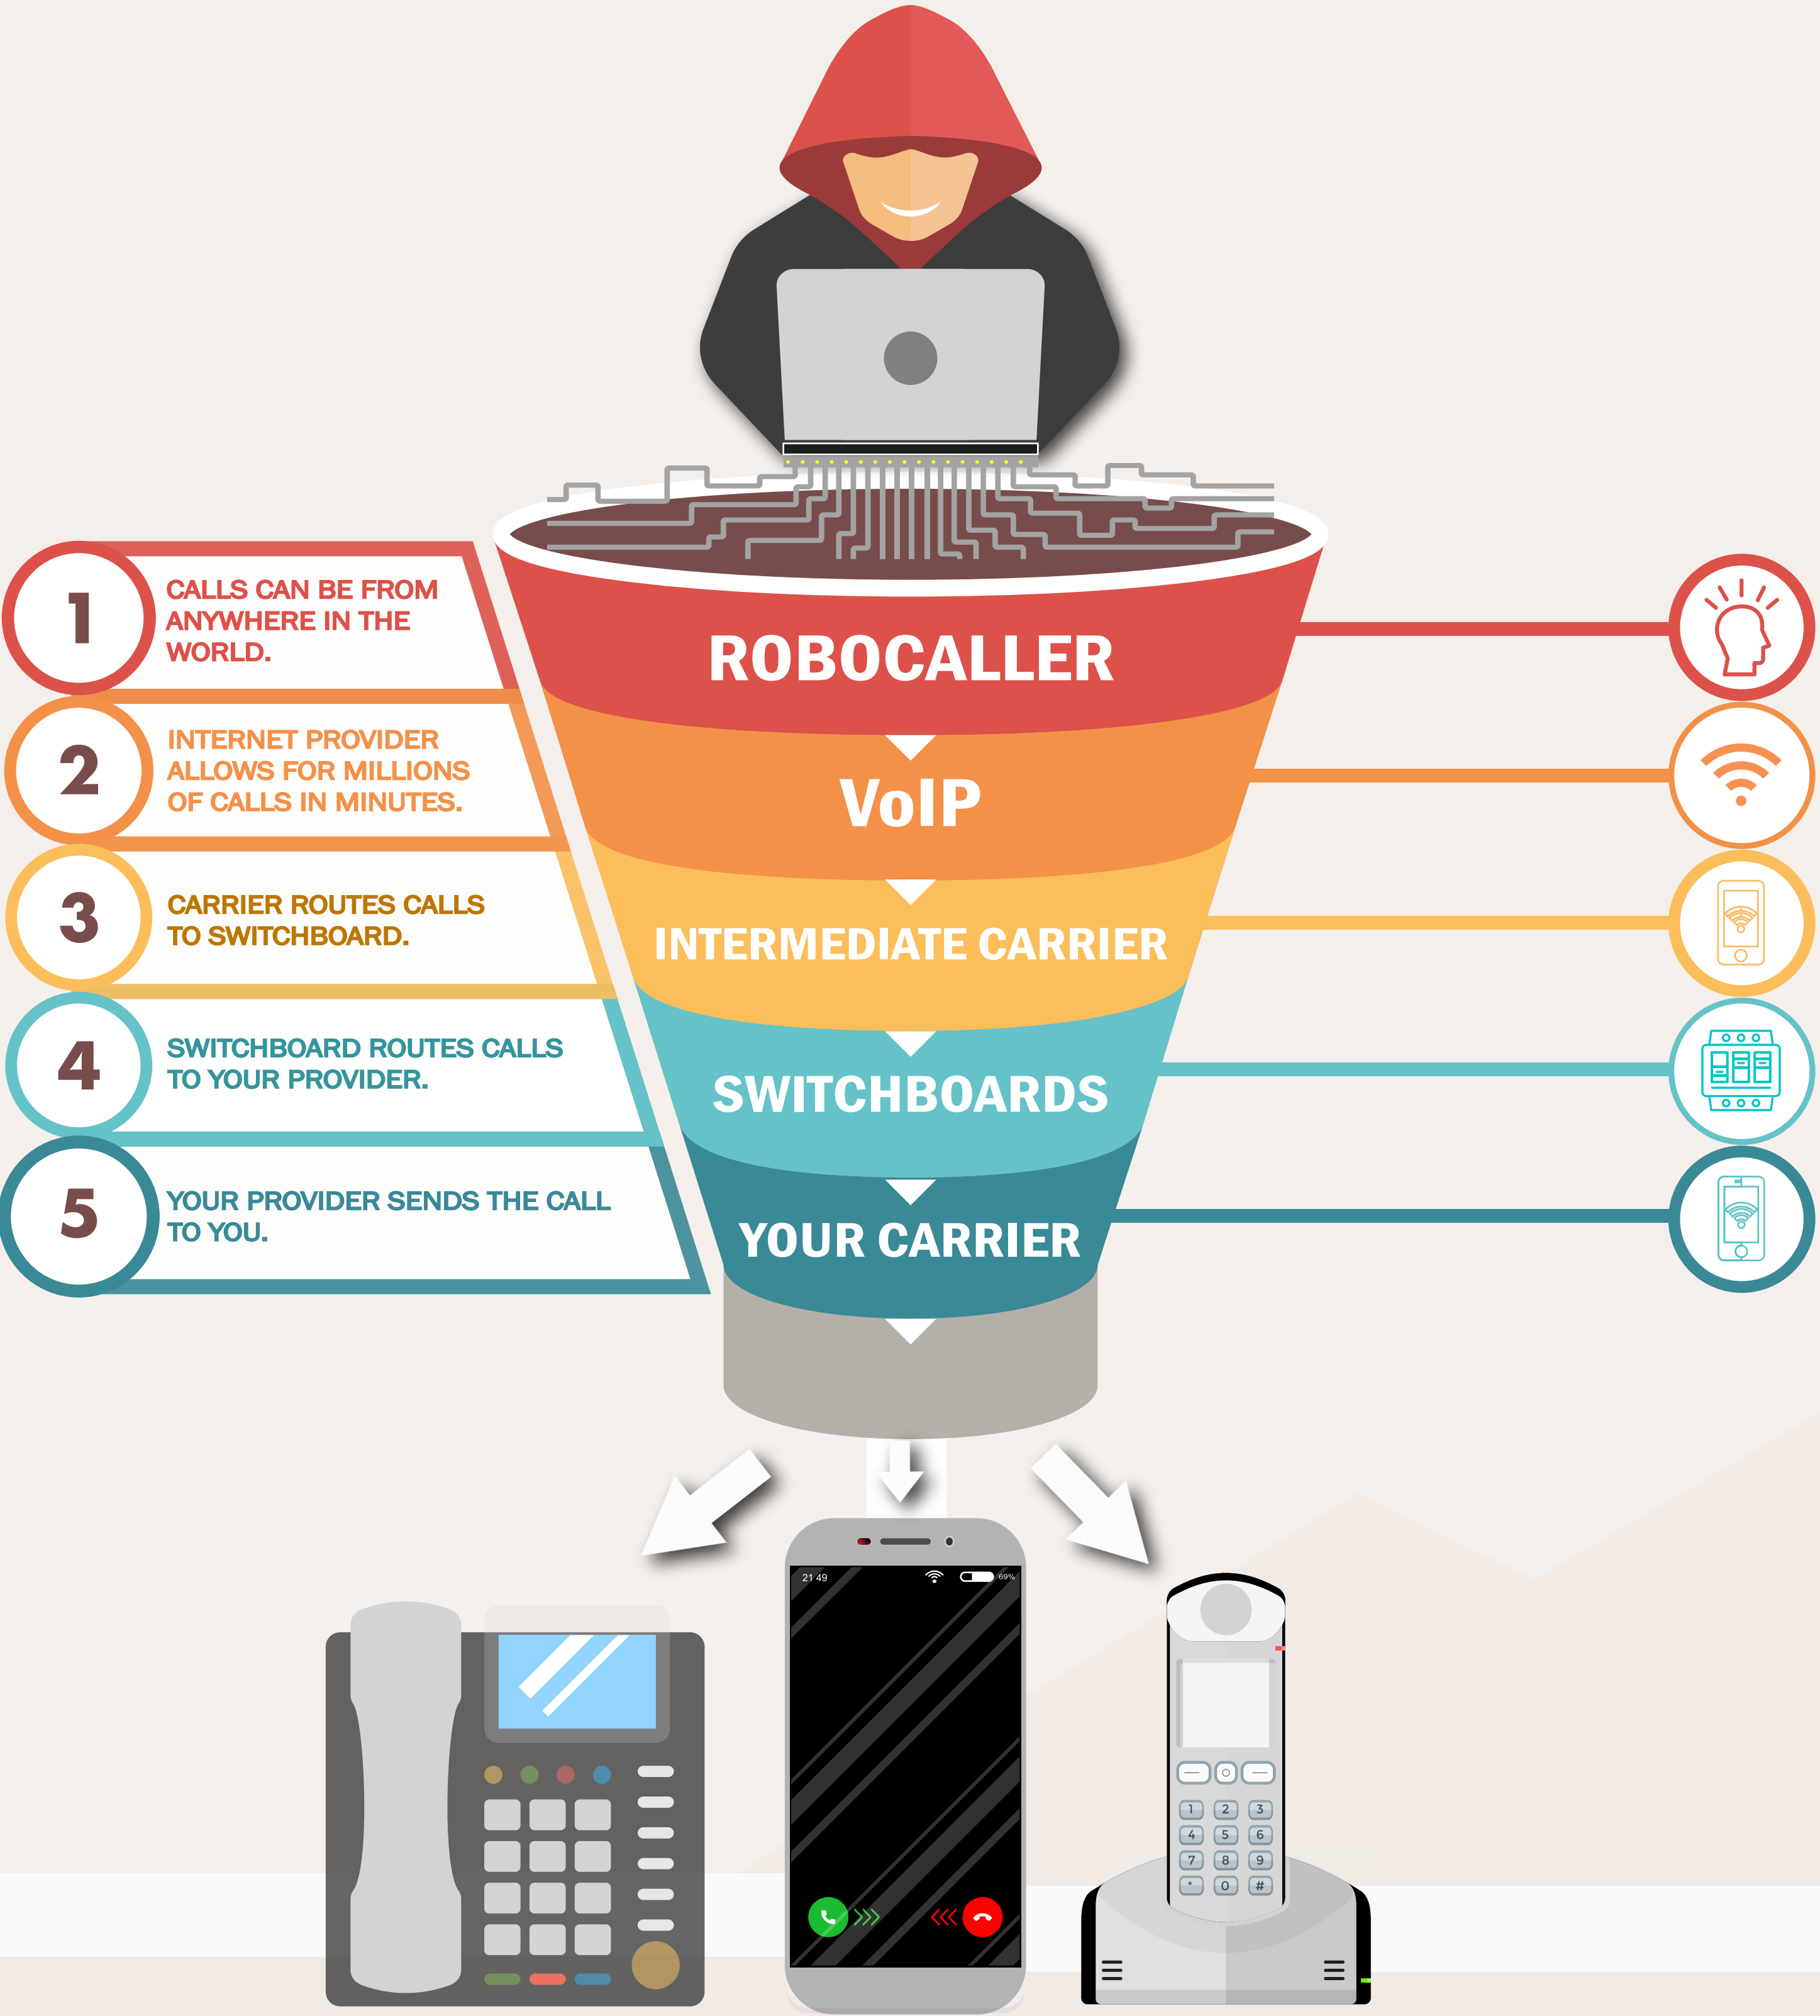 1
CALLS CAN BE FROM
ANYWHERE IN THE
WORLD.
ROBOCALLER
2
INTERNET PROVIDER
ALLOWS FOR MILLIONS
OF CALLS IN MINUTES.
VoIP
3
CARRIER ROUTES CALLS
TO SWITCHBOARD.
INTERMEDIATE CARRIER
4
SWITCHBOARD ROUTES CALLS
TO YOUR PROVIDER.
SWITCHBOARDS
5
YOUR PROVIDER SENDS THE CALL
TO YOU.
YOUR CARRIER
21 49
69%
1 2 3
4 5 6
7 8 9
* 0 #